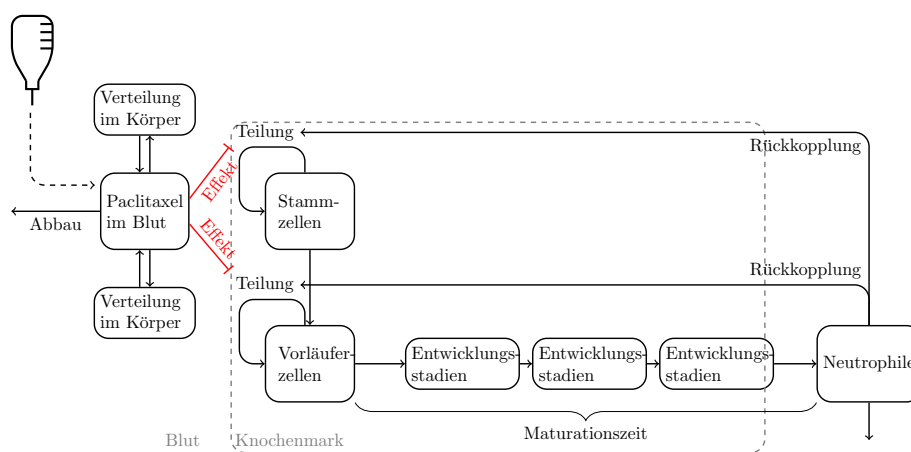 Verteilung
im Körper
Teilung
Rückkopplung
Effekt
Paclitaxel
im Blut
Stamm-
zellen
Abbau
Effekt
Rückkopplung
Teilung
Verteilung
im Körper
Vorläufer-
zellen
Entwicklungs-
stadien
Entwicklungs-
stadien
Entwicklungs-
stadien
Neutrophile
Maturationszeit
Blut
Knochenmark